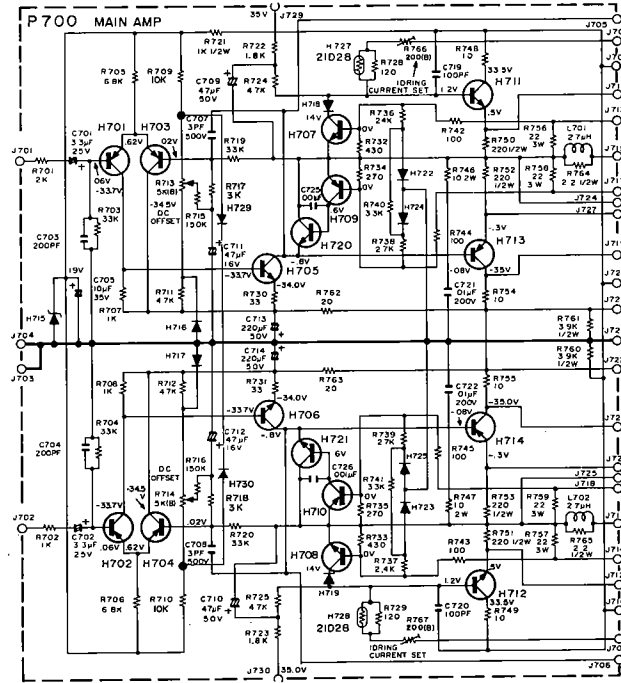 P700 MAIN AMP
35V
J729
J705
R721
1K 1/2W
R722
1.8K
H727
21D28
R766
200(B)
R728
120
IDRING
CURRENT SET
C719
100PF
R748
10
33.5V
H711
1.2V
.5V
R705
6.8K
R709
10K
C709
47μF
50V
R724
47K
H718
14V
H707
0V
R736
24K
R742
100
R750
220 1/2W
R756
22
3W
L701
2.7μH
J701
R701
2K
C701
3.3μF
25V
H701
H703
.62V
.02V
C707
3PF
500V
R719
33K
R732
430
R734
270
0V
H722
R746
10 2W
R752
220 1/2W
R758
22
3W
R764
2.2 1/2W
J724
J727
.06V
-33.7V
R703
33K
C703
200PF
-34.5V
DC
OFFSET
R713
5K(B)
R715
150K
R717
3K
H729
C725
.001μF
.6V
H709
H720
R740
3.3K
H724
R738
2.7K
R744
100
-.3V
H713
-.08V
-35V
C711
47μF
16V
-33.7V
H705
-.8V
-34.0V
19V
C705
10μF
35V
R707
1K
R711
47K
H716
R730
33
R762
20
C713
220μF
50V
C721
.01μF
200V
R754
10
R761
3.9K
1/2W
H715
J704
J703
H717
C714
220μF
50V
R760
3.9K
1/2W
R708
1K
R712
47K
R731
33
R763
20
R755
10
C722
.01μF
200V
-34.0V
-35.0V
-33.7V
H706
-.8V
-.08V
H714
R704
33K
C704
200PF
C712
47μF
16V
H721
.6V
R739
2.7K
H725
R745
100
-.3V
J725
J718
-33.7V
-34.5
V
DC
OFFSET
R716
150K
R714
5K(B)
R718
3K
H730
C726
.001μF
H710
0V
R741
3.3K
R735
270
H723
R747
10
2W
R753
220
1/2W
R759
22
3W
L702
2.7μH
J702
R702
1K
C702
3.3μF
25V
.06V
.62V
H702
H704
.02V
C708
3PF
500V
R720
33K
H708
14V
H719
R733
430
0V
R737
2.4K
R743
100
R751
220 1/2W
R757
22
3W
R765
2.2
1/2W
R706
6.8K
R710
10K
C710
47μF
50V
R725
47K
R723
1.8K
H728
21D28
R729
120
R767
200(B)
IDRING
CURRENT SET
1.2V
C720
100PF
.5V
H712
33.5V
R749
10
J730
35.0V
J706